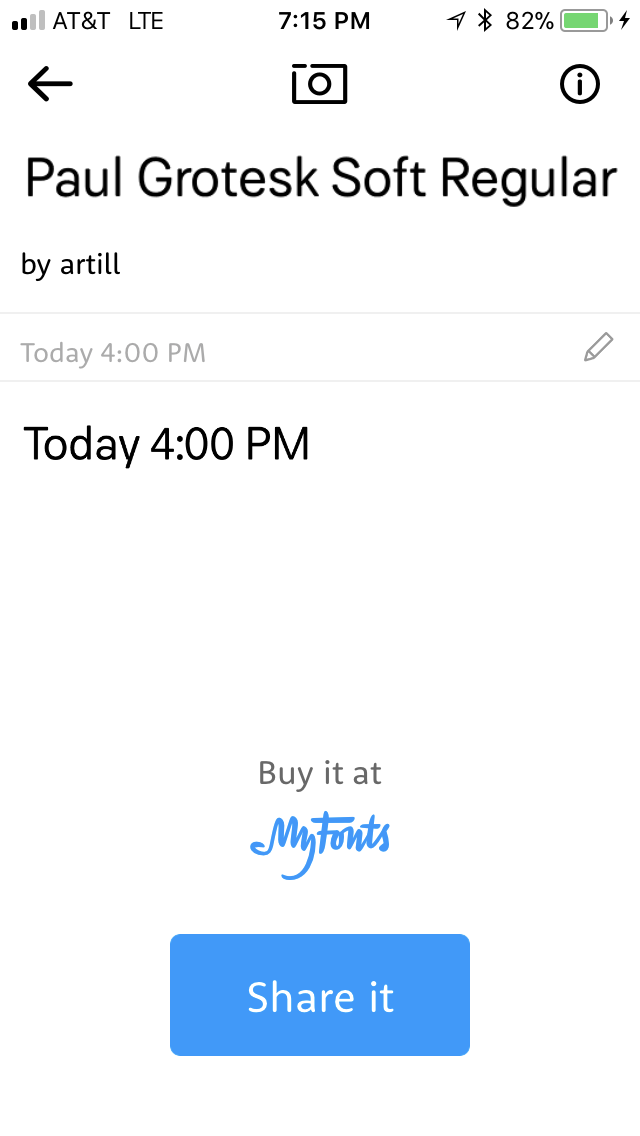 AT&T LTE 7:15 PM 82%
Paul Grotesk Soft Regular
by artill
Today 4:00 PM
Today 4:00 PM
Buy it at
MyFonts
Share it